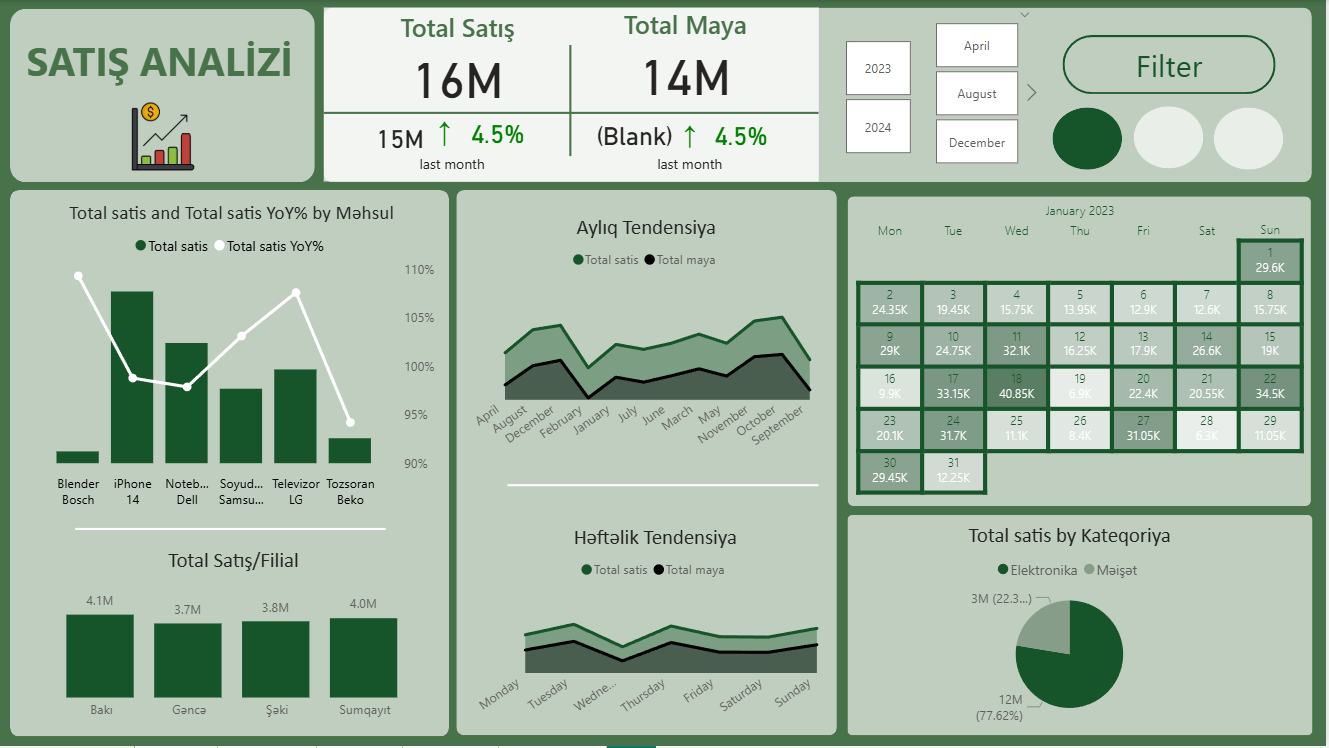 SATIŞ ANALİZİ
$
Total Satış
16M
15M ↑ 4.5%
last month
Total Maya
14M
(Blank) ↑ 4.5%
last month
2023
2024
April
August
December
Filter
Total satis and Total satis YoY% by Məhsul
Total satis Total satis YoY%
110%
105%
100%
95%
90%
Blender Bosch
iPhone 14
Noteb... Dell
Soyud... Samsu...
Televizor LG
Tozsoran Beko
Total Satış/Filial
4.1M 3.7M 3.8M 4.0M
Bakı Gəncə Şəki Sumqayıt
Aylıq Tendensiya
Total satis Total maya
April August December February January July June March May November October September
Həftəlik Tendensiya
Total satis Total maya
Monday Tuesday Wedne... Thursday Friday Saturday Sunday
January 2023
Mon Tue Wed Thu Fri Sat Sun
1
29.6K
2 3 4 5 6 7 8
24.35K 19.45K 15.75K 13.95K 12.9K 12.6K 15.75K
9 10 11 12 13 14 15
29K 24.75K 32.1K 16.25K 17.9K 26.6K 19K
16 17 18 19 20 21 22
9.9K 33.15K 40.85K 6.9K 22.4K 20.55K 34.5K
23 24 25 26 27 28 29
20.1K 31.7K 11.1K 8.4K 31.05K 6.3K 11.05K
30 31
29.45K 12.25K
Total satis by Kateqoriya
Elektronika Məişət
3M (22.3...)
12M
(77.62%)